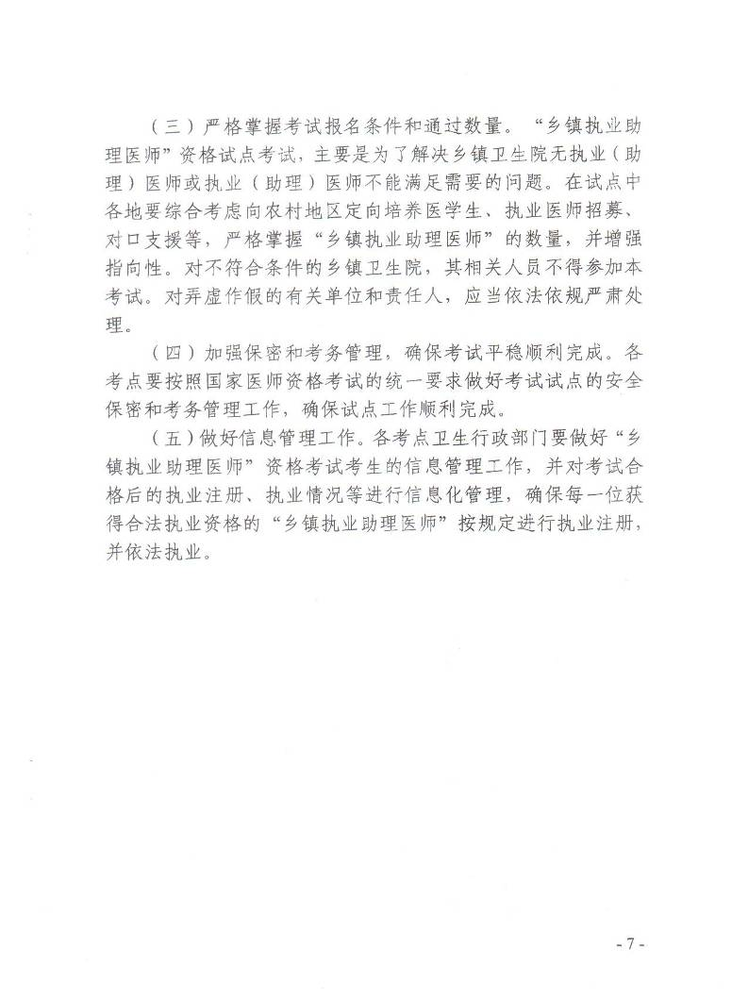 （三）严格掌握考试报名条件和通过数量。“乡镇执业助
理医师”资格试点考试，主要是为了解决乡镇卫生院无执业（助
理）医师或执业（助理）医师不能满足需要的问题。在试点中
各地要综合考虑向农村地区定向培养医学生、执业医师招募、
对口支援等，严格掌握“乡镇执业助理医师”的数量，并增强
指向性。对不符合条件的乡镇卫生院，其相关人员不得参加本
考试。对弄虚作假的有关单位和责任人，应当依法依规严肃处
理。
（四）加强保密和考务管理，确保考试平稳顺利完成。各
考点要按照国家医师资格考试的统一要求做好考试试点的安全
保密和考务管理工作，确保试点工作顺利完成。
（五）做好信息管理工作。各考点卫生行政部门要做好“乡
镇执业助理医师”资格考试考生的信息管理工作，并对考试合
格后的执业注册、执业情况等进行信息化管理，确保每一位获
得合法执业资格的“乡镇执业助理医师”按规定进行执业注册，
并依法执业。
- 7 -